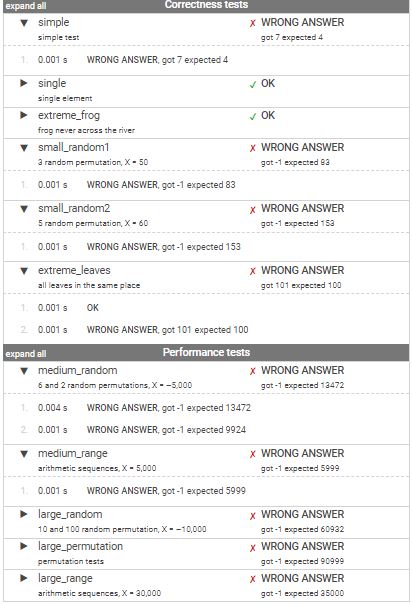 expand all Correctness tests
▼ simple ✗ WRONG ANSWER
simple test got 7 expected 4
1. 0.001 s WRONG ANSWER, got 7 expected 4
▶ single ✓ OK
single element
▶ extreme_frog ✓ OK
frog never across the river
▼ small_random1 ✗ WRONG ANSWER
3 random permutation, X = 50 got -1 expected 83
1. 0.001 s WRONG ANSWER, got -1 expected 83
▼ small_random2 ✗ WRONG ANSWER
5 random permutation, X = 60 got -1 expected 153
1. 0.001 s WRONG ANSWER, got -1 expected 153
▼ extreme_leaves ✗ WRONG ANSWER
all leaves in the same place got 101 expected 100
1. 0.001 s OK
2. 0.001 s WRONG ANSWER, got 101 expected 100
expand all Performance tests
▼ medium_random ✗ WRONG ANSWER
6 and 2 random permutations, X = ~5,000 got -1 expected 13472
1. 0.004 s WRONG ANSWER, got -1 expected 13472
2. 0.001 s WRONG ANSWER, got -1 expected 9924
▼ medium_range ✗ WRONG ANSWER
arithmetic sequences, X = 5,000 got -1 expected 5999
1. 0.001 s WRONG ANSWER, got -1 expected 5999
▶ large_random ✗ WRONG ANSWER
10 and 100 random permutation, X = ~10,000 got -1 expected 60932
▶ large_permutation ✗ WRONG ANSWER
permutation tests got -1 expected 90999
▶ large_range ✗ WRONG ANSWER
arithmetic sequences, X = 30,000 got -1 expected 35000